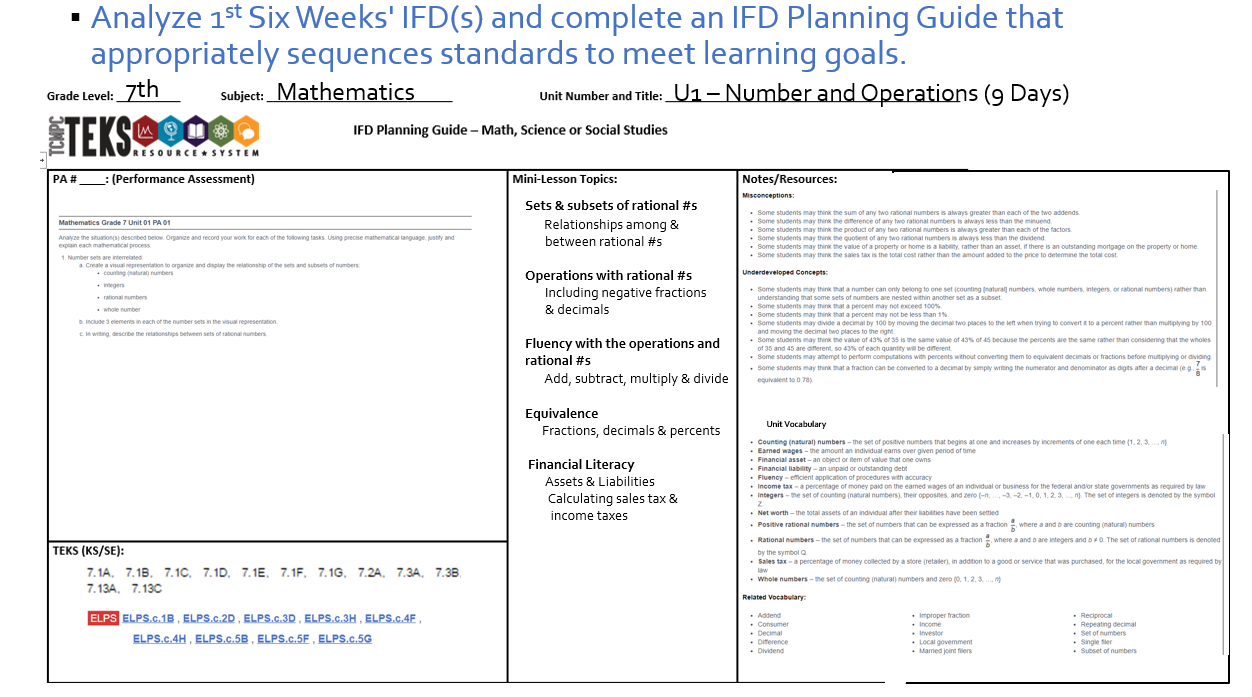 ▪ Analyze 1st Six Weeks' IFD(s) and complete an IFD Planning Guide that
appropriately sequences standards to meet learning goals.
Grade Level: 7th Subject: Mathematics Unit Number and Title: U1 – Number and Operations (9 Days)
TCMPC TEKS RESOURCE ★ SYSTEM
IFD Planning Guide – Math, Science or Social Studies
PA # ____: (Performance Assessment)
Mathematics Grade 7 Unit 01 PA 01
Analyze the situation(s) described below. Organize and record your work for each of the following tasks. Using precise mathematical language, justify and
explain each mathematical process.
1. Number sets are interrelated.
a. Create a visual representation to organize and display the relationship of the sets and subsets of numbers:
• counting (natural) numbers
• integers
• rational numbers
• whole number
b. Include 3 elements in each of the number sets in the visual representation.
c. In writing, describe the relationships between sets of rational numbers.
TEKS (KS/SE):
7.1A, 7.1B, 7.1C, 7.1D, 7.1E, 7.1F, 7.1G, 7.2A, 7.3A, 7.3B,
7.13A, 7.13C
ELPS ELPS.c.1B , ELPS.c.2D , ELPS.c.3D , ELPS.c.3H , ELPS.c.4F ,
ELPS.c.4H , ELPS.c.5B , ELPS.c.5F , ELPS.c.5G
Mini-Lesson Topics:
Sets & subsets of rational #s
Relationships among &
between rational #s
Operations with rational #s
Including negative fractions
& decimals
Fluency with the operations and
rational #s
Add, subtract, multiply & divide
Equivalence
Fractions, decimals & percents
Financial Literacy
Assets & Liabilities
Calculating sales tax &
income taxes
Notes/Resources:
Misconceptions:
• Some students may think the sum of any two rational numbers is always greater than each of the two addends.
• Some students may think the difference of any two rational numbers is always less than the minuend.
• Some students may think the product of any two rational numbers is always greater than each of the factors.
• Some students may think the quotient of any two rational numbers is always less than the dividend.
• Some students may think the value of a property or home is a liability, rather than an asset, if there is an outstanding mortgage on the property or home.
• Some students may think the sales tax is the total cost rather than the amount added to the price to determine the total cost.
Underdeveloped Concepts:
• Some students may think that a number can only belong to one set (counting [natural] numbers, whole numbers, integers, or rational numbers) rather than
understanding that some sets of numbers are nested within another set as a subset.
• Some students may think that a percent may not exceed 100%.
• Some students may think that a percent may not be less than 1%.
• Some students may divide a decimal by 100 by moving the decimal two places to the left when trying to convert it to a percent rather than multiplying by 100
and moving the decimal two places to the right.
• Some students may think the value of 43% of 35 is the same value of 43% of 45 because the percents are the same rather than considering that the wholes
of 35 and 45 are different, so 43% of each quantity will be different.
• Some students may attempt to perform computations with percents without converting them to equivalent decimals or fractions before multiplying or dividing.
• Some students may think that a fraction can be converted to a decimal by simply writing the numerator and denominator as digits after a decimal (e.g., 7/8 is
equivalent to 0.78).
Unit Vocabulary
• Counting (natural) numbers – the set of positive numbers that begins at one and increases by increments of one each time {1, 2, 3, ..., n}
• Earned wages – the amount an individual earns over given period of time
• Financial asset – an object or item of value that one owns
• Financial liability – an unpaid or outstanding debt
• Fluency – efficient application of procedures with accuracy
• Income tax – a percentage of money paid on the earned wages of an individual or business for the federal and/or state governments as required by law
• Integers – the set of counting (natural numbers), their opposites, and zero {–n, ..., –3, –2, –1, 0, 1, 2, 3, ..., n}. The set of integers is denoted by the symbol
Z.
• Net worth – the total assets of an individual after their liabilities have been settled
• Positive rational numbers – the set of numbers that can be expressed as a fraction a/b, where a and b are counting (natural) numbers
• Rational numbers – the set of numbers that can be expressed as a fraction a/b, where a and b are integers and b ≠ 0. The set of rational numbers is denoted
by the symbol Q.
• Sales tax – a percentage of money collected by a store (retailer), in addition to a good or service that was purchased, for the local government as required by
law
• Whole numbers – the set of counting (natural) numbers and zero {0, 1, 2, 3, ..., n}
Related Vocabulary:
• Addend • Improper fraction • Reciprocal
• Consumer • Income • Repeating decimal
• Decimal • Investor • Set of numbers
• Difference • Local government • Single filer
• Dividend • Married joint filers • Subset of numbers